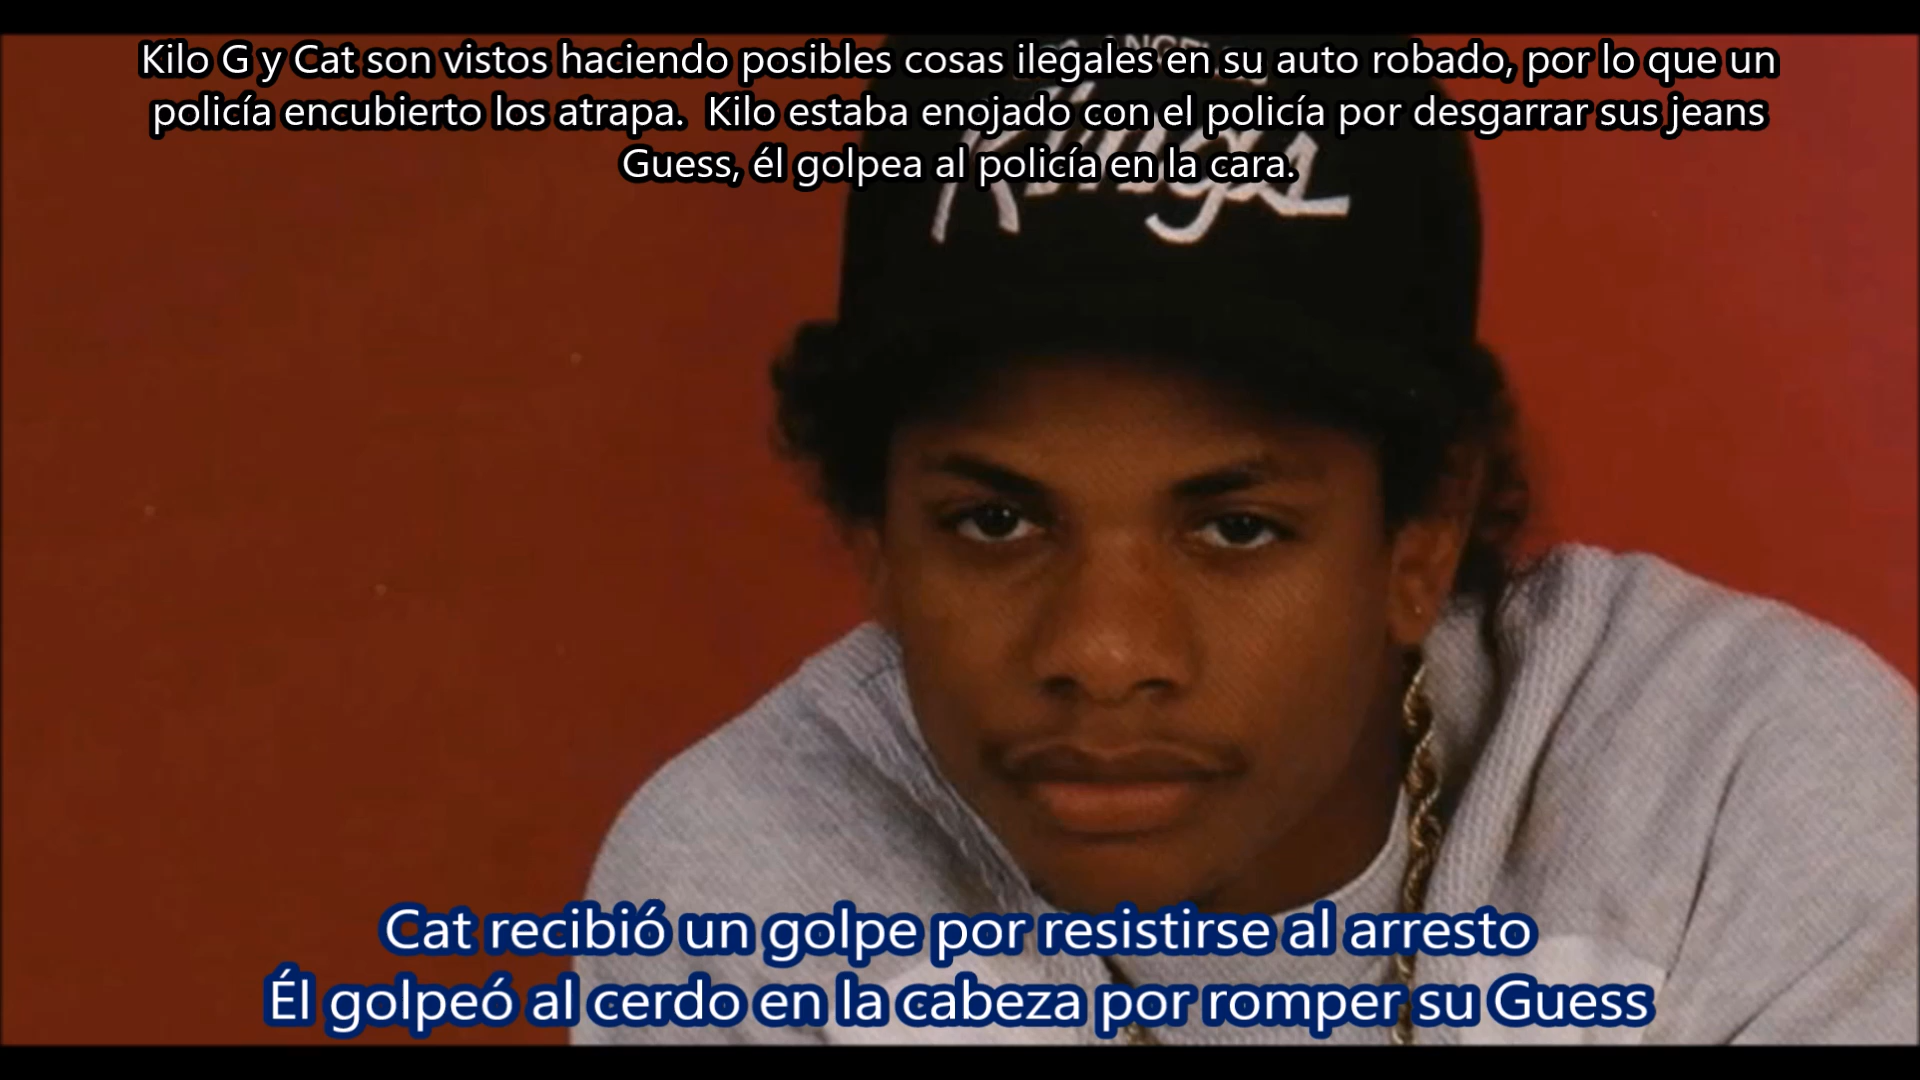 Kilo G y Cat son vistos haciendo posibles cosas ilegales en su auto robado, por lo que un
policía encubierto los atrapa.  Kilo estaba enojado con el policía por desgarrar sus jeans
Guess, él golpea al policía en la cara.
Kings
Cat recibió un golpe por resistirse al arresto
Él golpeó al cerdo en la cabeza por romper su Guess